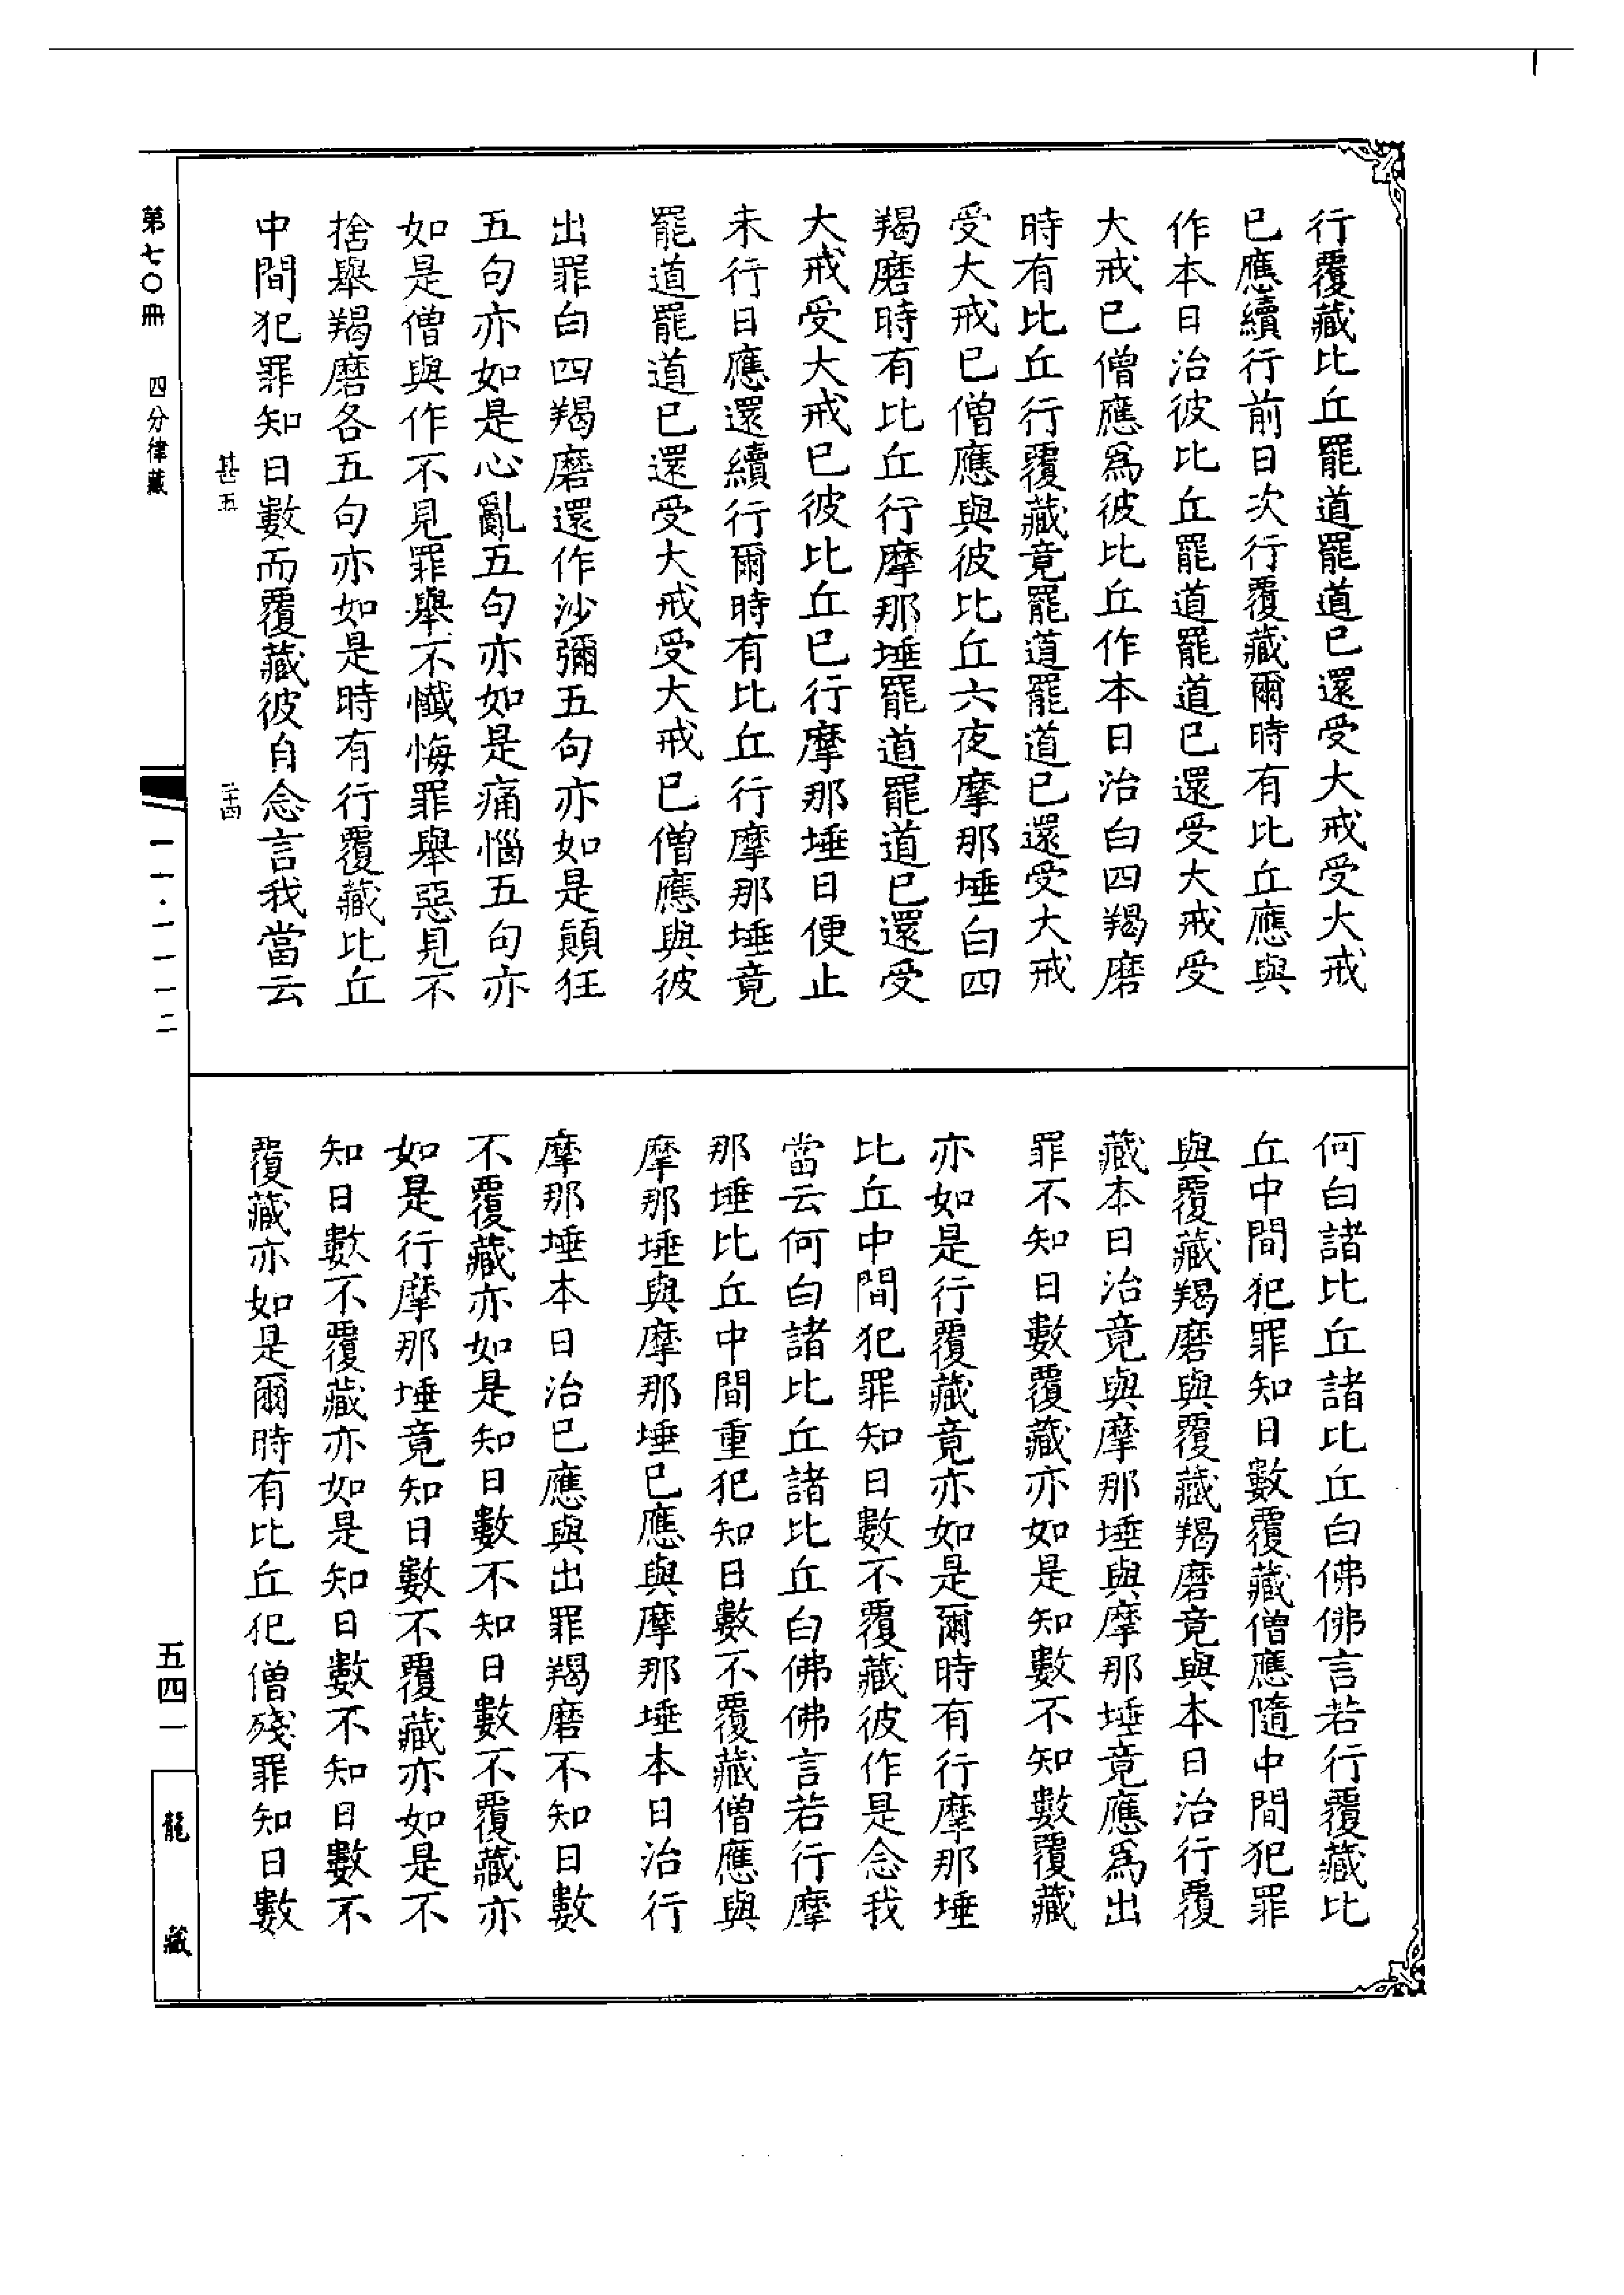 行覆藏比丘罷道罷道已還受大戒受大戒
已應續行前日次行覆藏爾時有比丘應與
作本日治彼比丘罷道罷道已還受大戒受
大戒已僧應爲彼比丘作本日治白四羯磨
時有比丘行覆藏竟罷道罷道已還受大戒
受大戒已僧應與彼比丘六夜摩那埵白四
羯磨時有比丘行摩那埵罷道罷道已還受
大戒受大戒已彼比丘已行摩那埵日便止
未行日應還續行爾時有比丘行摩那埵竟
罷道罷道已還受大戒受大戒已僧應與彼
出罪白四羯磨還作沙彌五句亦如是顛狂
五句亦如是心亂五句亦如是痛惱五句亦
如是僧與作不見罪舉不懺悔罪舉惡見不
捨舉羯磨各五句亦如是時有行覆藏比丘
中間犯罪知日數而覆藏彼自念言我當云
何白諸比丘諸比丘白佛佛言若行覆藏比
丘中間犯罪知日數覆藏僧應隨中間犯罪
與覆藏羯磨與覆藏羯磨竟與本日治行覆
藏本日治竟與摩那埵與摩那埵竟應爲出
罪不知日數覆藏亦如是知數不知數覆藏
亦如是行覆藏竟亦如是爾時有行摩那埵
比丘中間犯罪知日數不覆藏彼作是念我
當云何白諸比丘諸比丘白佛佛言若行摩
那埵比丘中間重犯知日數不覆藏僧應與
摩那埵與摩那埵已應與摩那埵本日治行
摩那埵本日治已應與出罪羯磨不知日數
不覆藏亦如是知日數不知日數不覆藏亦
如是行摩那埵竟知日數不覆藏亦如是不
知日數不覆藏亦如是知日數不知日數不
覆藏亦如是爾時有比丘犯僧殘罪知日數
甚五
三十四
第七〇冊 四分律藏
一一十·一一一二
五四一
龍藏